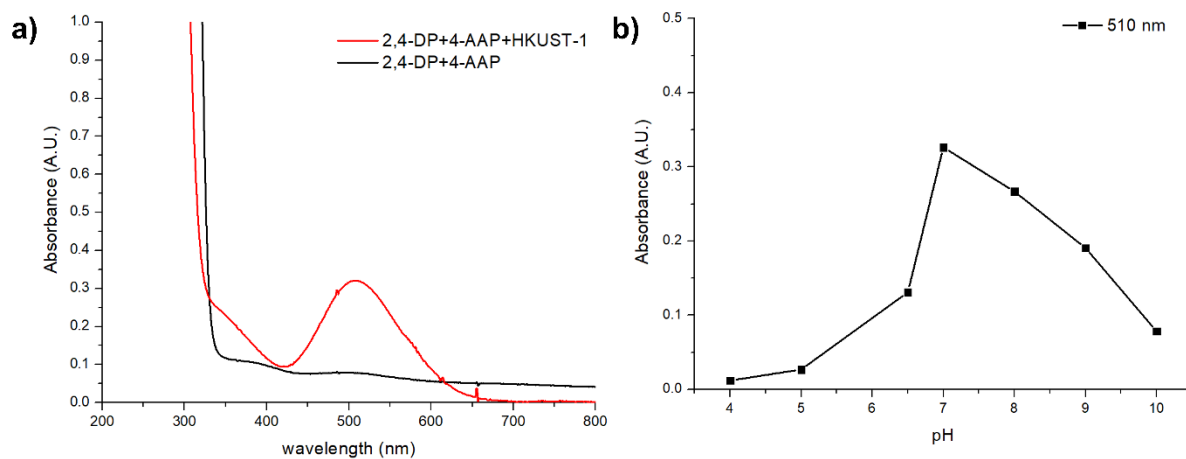 a)
2,4-DP+4-AAP+HKUST-1
2,4-DP+4-AAP
1.0
0.9
0.8
0.7
0.6
0.5
0.4
0.3
0.2
0.1
0.0
Absorbance (A.U.)
200 300 400 500 600 700 800
wavelength (nm)
b)
510 nm
0.5
0.4
0.3
0.2
0.1
0.0
Absorbance (A.U.)
4 5 6 7 8 9 10
pH